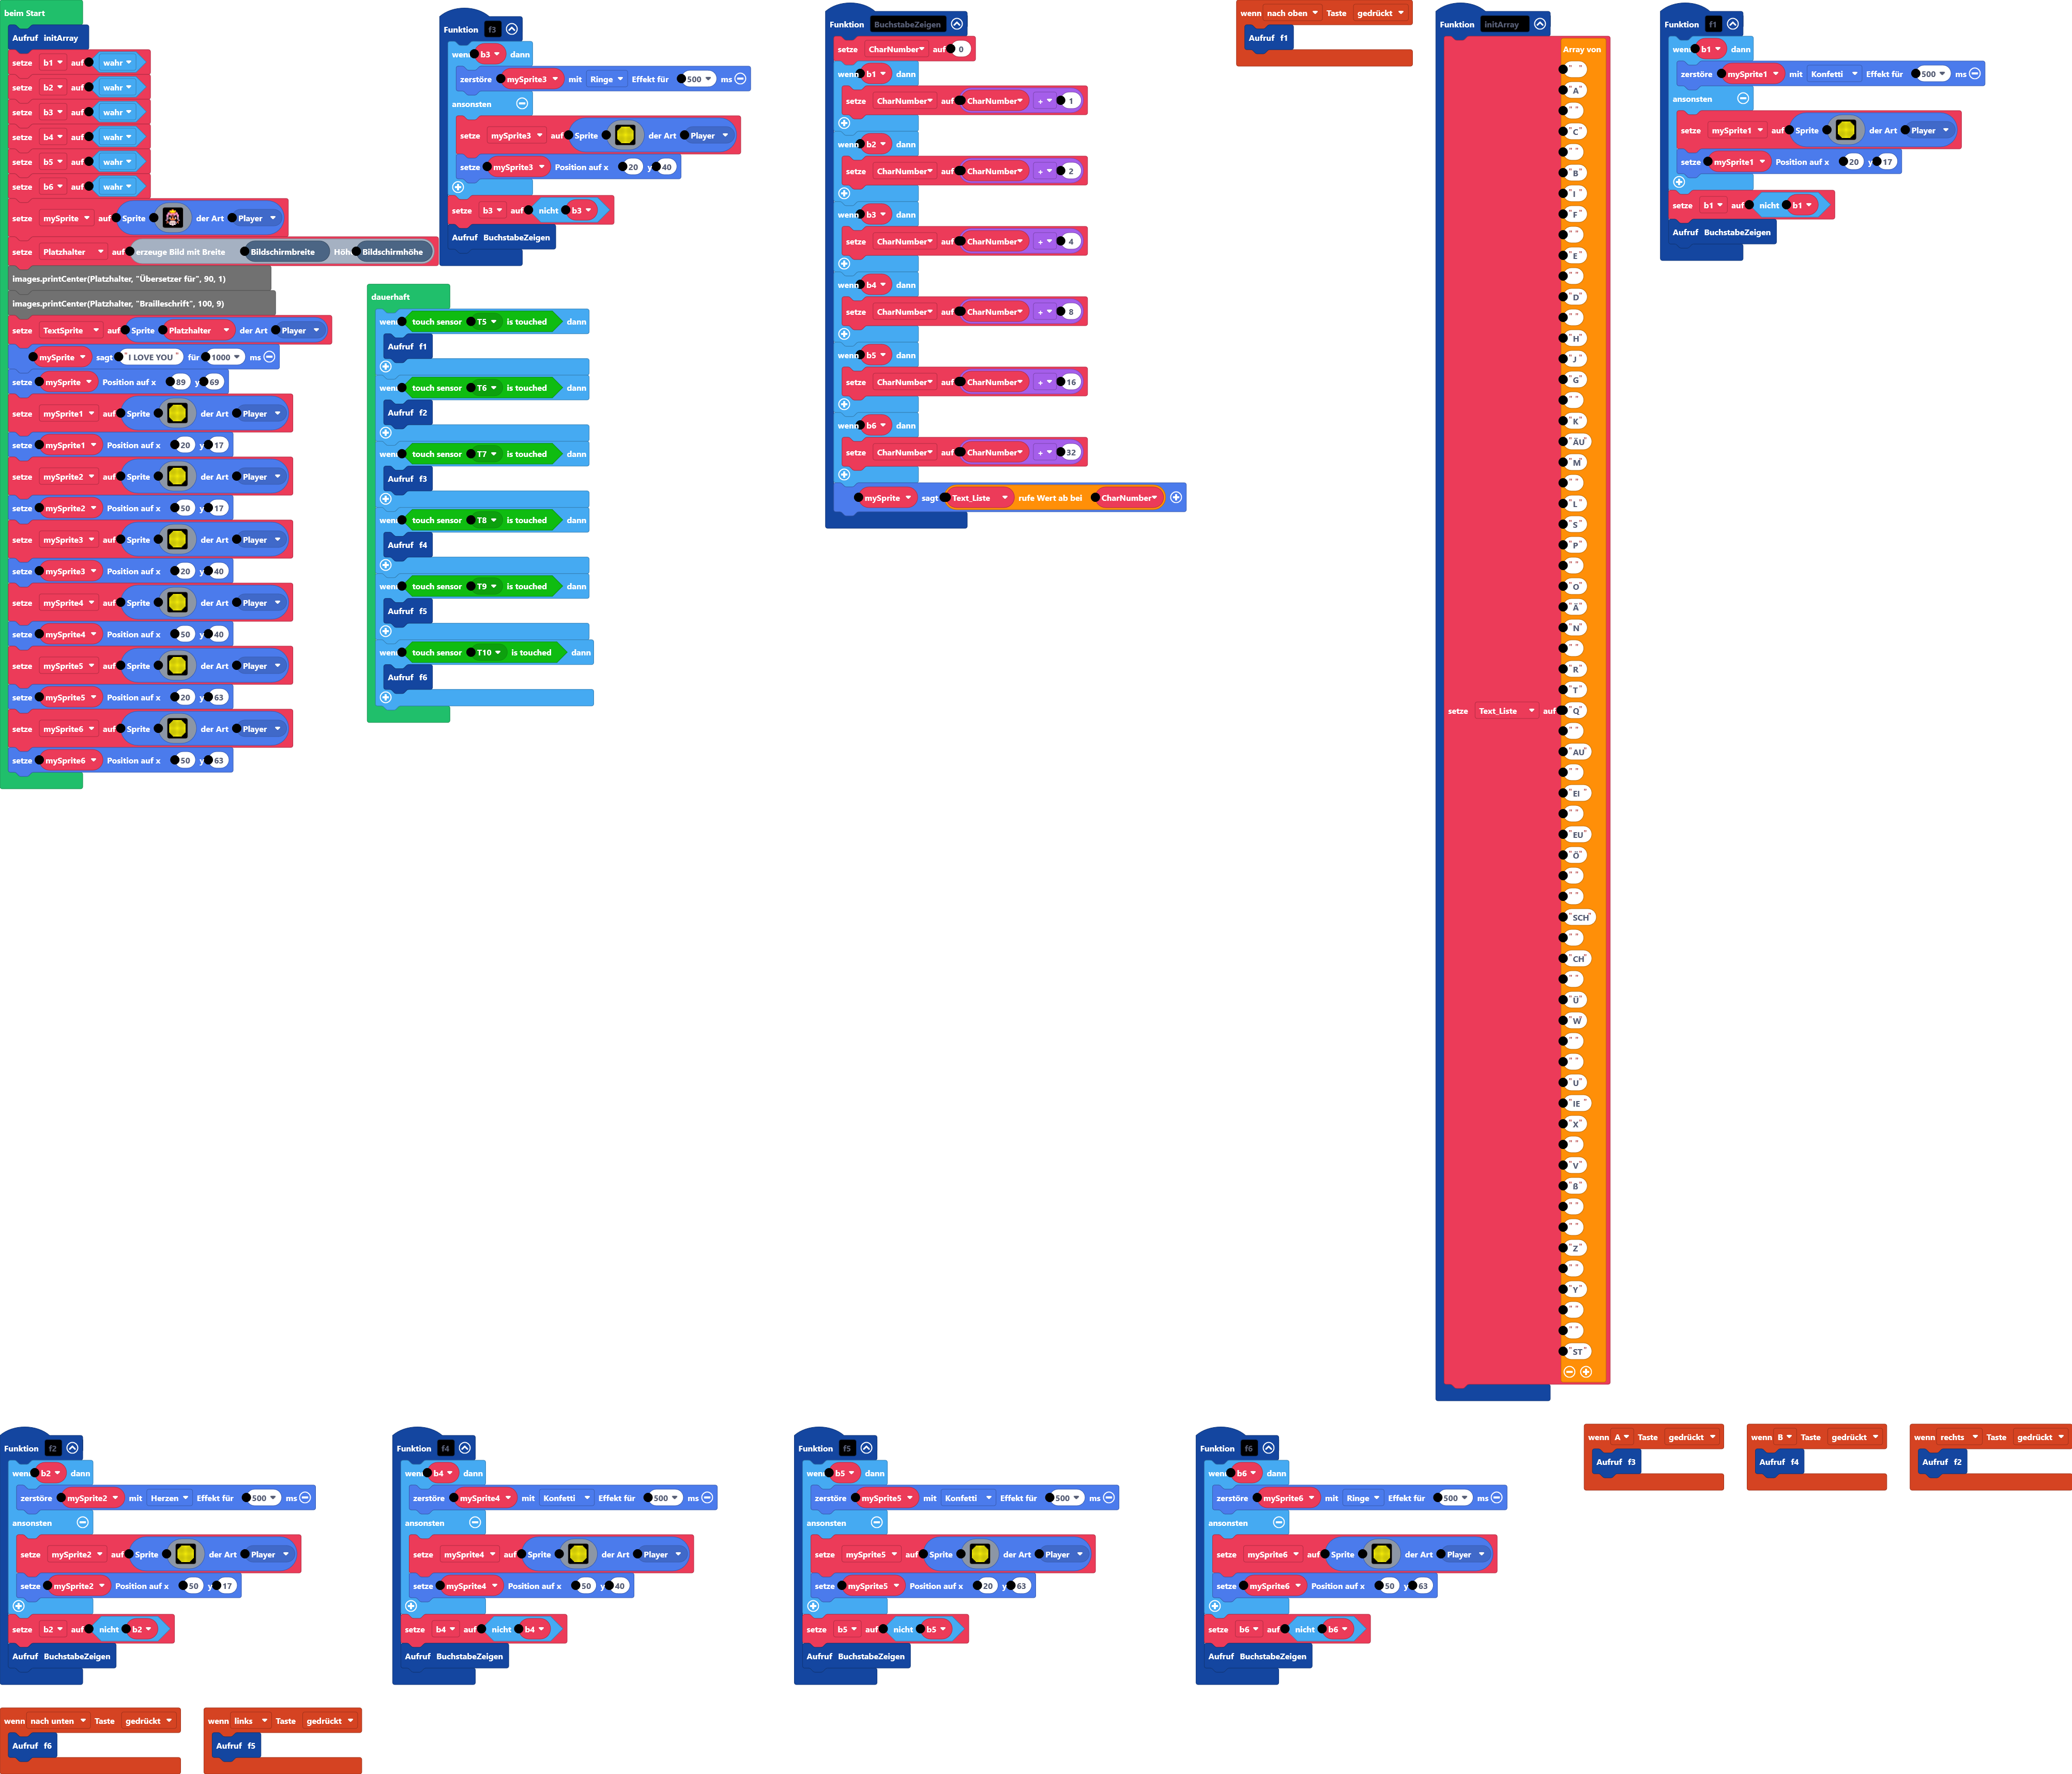 beim Start
Aufruf initArray
setze b1 auf wahr
setze b2 auf wahr
setze b3 auf wahr
setze b4 auf wahr
setze b5 auf wahr
setze b6 auf wahr
setze mySprite auf Sprite der Art Player
setze Platzhalter auf erzeuge Bild mit Breite Bildschirmbreite Höh Bildschirmhöhe
images.printCenter(Platzhalter, "Übersetzer für", 90, 1)
images.printCenter(Platzhalter, "Brailleschrift", 100, 9)
setze TextSprite auf Sprite Platzhalter der Art Player
mySprite sagt "I LOVE YOU " für 1000 ms
setze mySprite Position auf x 89 y 69
setze mySprite1 auf Sprite der Art Player
setze mySprite1 Position auf x 20 y 17
setze mySprite2 auf Sprite der Art Player
setze mySprite2 Position auf x 50 y 17
setze mySprite3 auf Sprite der Art Player
setze mySprite3 Position auf x 20 y 40
setze mySprite4 auf Sprite der Art Player
setze mySprite4 Position auf x 50 y 40
setze mySprite5 auf Sprite der Art Player
setze mySprite5 Position auf x 20 y 63
setze mySprite6 auf Sprite der Art Player
setze mySprite6 Position auf x 50 y 63
Funktion f3
wenn b3 dann
zerstöre mySprite3 mit Ringe Effekt für 500 ms
ansonsten
setze mySprite3 auf Sprite der Art Player
setze mySprite3 Position auf x 20 y 40
setze b3 auf nicht b3
Aufruf BuchstabeZeigen
dauerhaft
wenn touch sensor T5 is touched dann
Aufruf f1
wenn touch sensor T6 is touched dann
Aufruf f2
wenn touch sensor T7 is touched dann
Aufruf f3
wenn touch sensor T8 is touched dann
Aufruf f4
wenn touch sensor T9 is touched dann
Aufruf f5
wenn touch sensor T10 is touched dann
Aufruf f6
Funktion BuchstabeZeigen
setze CharNumber auf 0
wenn b1 dann
setze CharNumber auf CharNumber + 1
wenn b2 dann
setze CharNumber auf CharNumber + 2
wenn b3 dann
setze CharNumber auf CharNumber + 4
wenn b4 dann
setze CharNumber auf CharNumber + 8
wenn b5 dann
setze CharNumber auf CharNumber + 16
wenn b6 dann
setze CharNumber auf CharNumber + 32
mySprite sagt Text_Liste rufe Wert ab bei CharNumber
wenn nach oben Taste gedrückt
Aufruf f1
Funktion initArray
setze Text_Liste auf
Array von
" "
"A"
" "
"C"
" "
"B"
"I"
"F"
" "
"E"
" "
"D"
" "
"H"
"J"
"G"
" "
"K"
"ÄU"
"M"
" "
"L"
"S"
"P"
" "
"O"
"Ä"
"N"
" "
"R"
"T"
"Q"
" "
"AU"
" "
"EI "
" "
"EU"
"Ö"
" "
" "
"SCH"
" "
"CH"
" "
"Ü"
"W"
" "
" "
"U"
"IE "
"X"
" "
"V"
"ß"
" "
" "
"Z"
" "
"Y"
" "
" "
"ST"
Funktion f1
wenn b1 dann
zerstöre mySprite1 mit Konfetti Effekt für 500 ms
ansonsten
setze mySprite1 auf Sprite der Art Player
setze mySprite1 Position auf x 20 y 17
setze b1 auf nicht b1
Aufruf BuchstabeZeigen
Funktion f2
wenn b2 dann
zerstöre mySprite2 mit Herzen Effekt für 500 ms
ansonsten
setze mySprite2 auf Sprite der Art Player
setze mySprite2 Position auf x 50 y 17
setze b2 auf nicht b2
Aufruf BuchstabeZeigen
Funktion f4
wenn b4 dann
zerstöre mySprite4 mit Konfetti Effekt für 500 ms
ansonsten
setze mySprite4 auf Sprite der Art Player
setze mySprite4 Position auf x 50 y 40
setze b4 auf nicht b4
Aufruf BuchstabeZeigen
Funktion f5
wenn b5 dann
zerstöre mySprite5 mit Konfetti Effekt für 500 ms
ansonsten
setze mySprite5 auf Sprite der Art Player
setze mySprite5 Position auf x 20 y 63
setze b5 auf nicht b5
Aufruf BuchstabeZeigen
Funktion f6
wenn b6 dann
zerstöre mySprite6 mit Ringe Effekt für 500 ms
ansonsten
setze mySprite6 auf Sprite der Art Player
setze mySprite6 Position auf x 50 y 63
setze b6 auf nicht b6
Aufruf BuchstabeZeigen
wenn A Taste gedrückt
Aufruf f3
wenn B Taste gedrückt
Aufruf f4
wenn rechts Taste gedrückt
Aufruf f2
wenn nach unten Taste gedrückt
Aufruf f6
wenn links Taste gedrückt
Aufruf f5